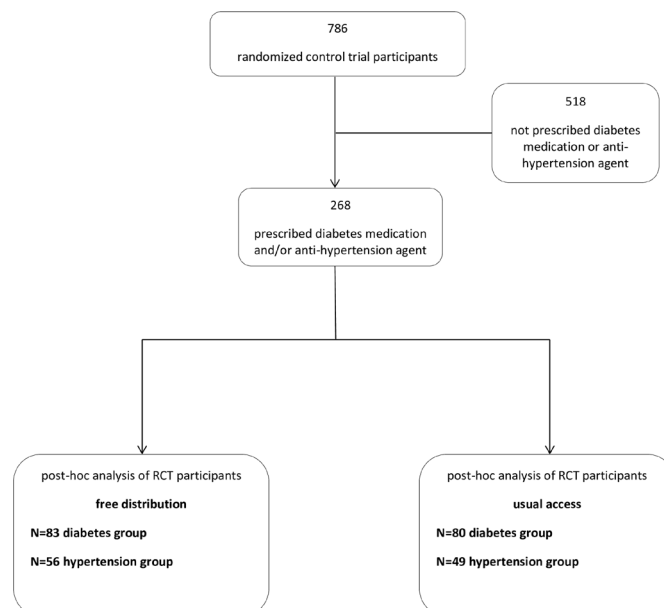 786
randomized control trial participants
518
not prescribed diabetes
medication or anti-
hypertension agent
268
prescribed diabetes medication
and/or anti-hypertension agent
post-hoc analysis of RCT participants
free distribution
N=83 diabetes group
N=56 hypertension group
post-hoc analysis of RCT participants
usual access
N=80 diabetes group
N=49 hypertension group